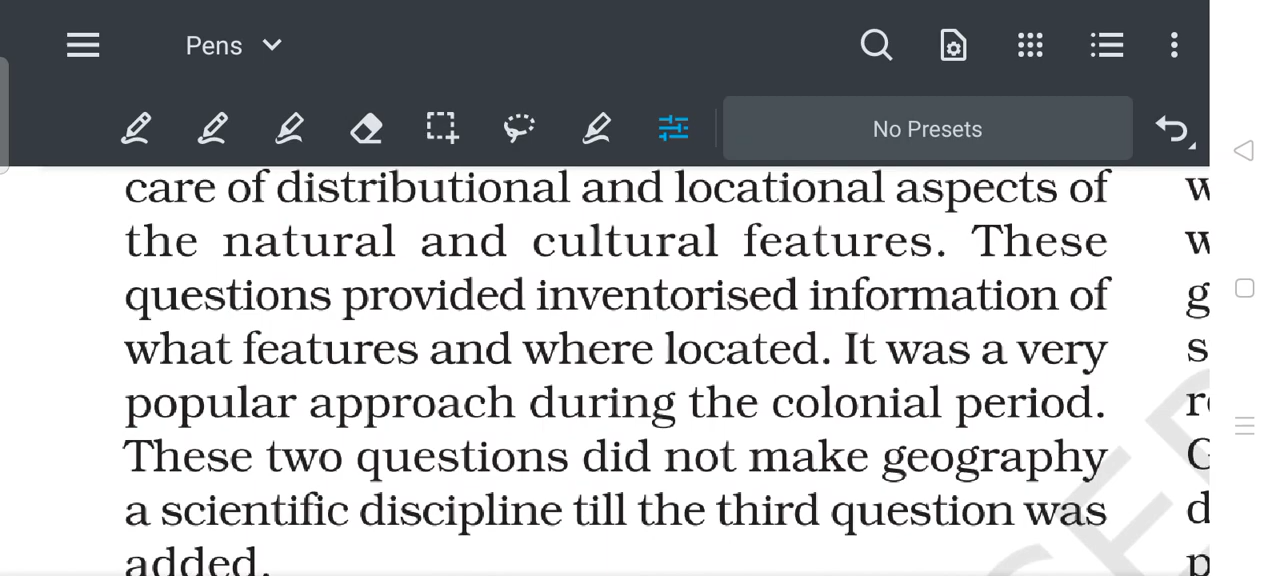 Pens
No Presets
care of distributional and locational aspects of
the natural and cultural features. These
questions provided inventorised information of
what features and where located. It was a very
popular approach during the colonial period.
These two questions did not make geography
a scientific discipline till the third question was
added.